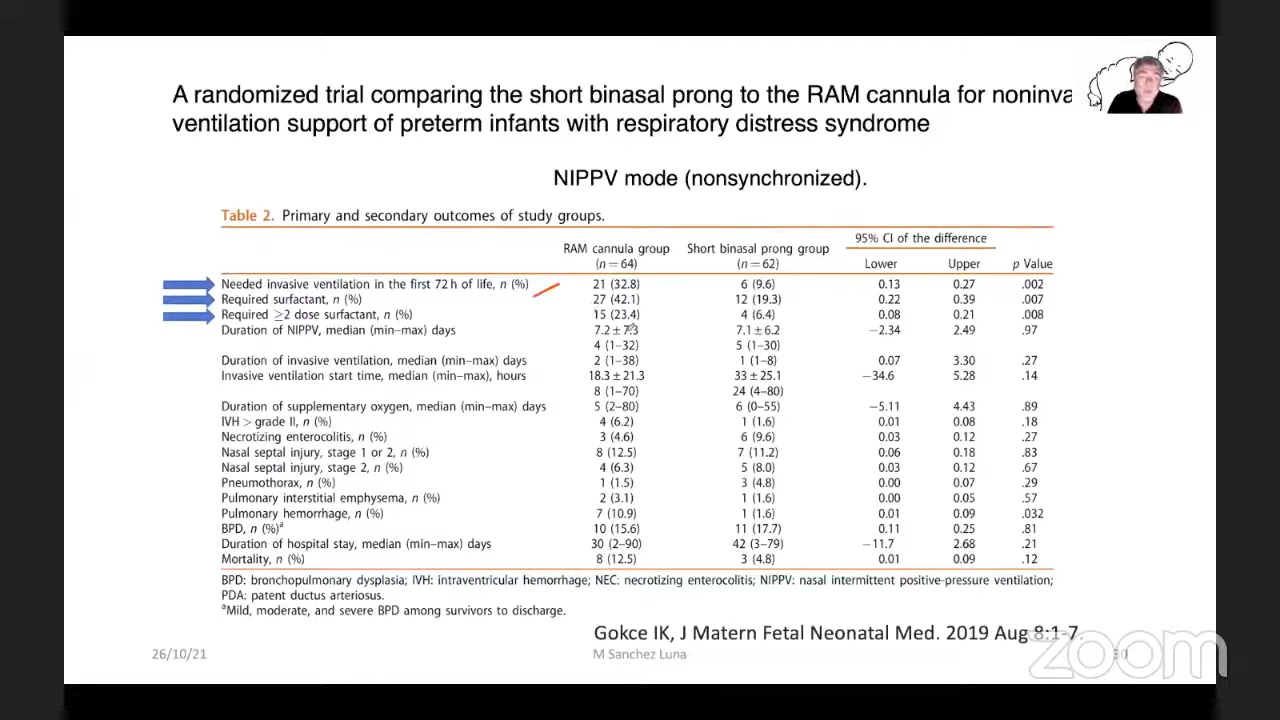 A randomized trial comparing the short binasal prong to the RAM cannula for noninva
ventilation support of preterm infants with respiratory distress syndrome
NIPPV mode (nonsynchronized).
Table 2. Primary and secondary outcomes of study groups.
95% CI of the difference
RAM cannula group Short binasal prong group
(n = 64) (n = 62) Lower Upper p Value
Needed invasive ventilation in the first 72 h of life, n (%) 21 (32.8) 6 (9.6) 0.13 0.27 .002
Required surfactant, n (%) 27 (42.1) 12 (19.3) 0.22 0.39 .007
Required ≥2 dose surfactant, n (%) 15 (23.4) 4 (6.4) 0.08 0.21 .008
Duration of NIPPV, median (min–max) days 7.2 ± 7.3 7.1 ± 6.2 −2.34 2.49 .97
4 (1–32) 5 (1–30)
Duration of invasive ventilation, median (min–max) days 2 (1–38) 1 (1–8) 0.07 3.30 .27
Invasive ventilation start time, median (min–max), hours 18.3 ± 21.3 33 ± 25.1 −34.6 5.28 .14
8 (1–70) 24 (4–80)
Duration of supplementary oxygen, median (min–max) days 5 (2–80) 6 (0–55) −5.11 4.43 .89
IVH > grade II, n (%) 4 (6.2) 1 (1.6) 0.01 0.08 .18
Necrotizing enterocolitis, n (%) 3 (4.6) 6 (9.6) 0.03 0.12 .27
Nasal septal injury, stage 1 or 2, n (%) 8 (12.5) 7 (11.2) 0.06 0.18 .83
Nasal septal injury, stage 2, n (%) 4 (6.3) 5 (8.0) 0.03 0.12 .67
Pneumothorax, n (%) 1 (1.5) 3 (4.8) 0.00 0.07 .29
Pulmonary interstitial emphysema, n (%) 2 (3.1) 1 (1.6) 0.00 0.05 .57
Pulmonary hemorrhage, n (%) 7 (10.9) 1 (1.6) 0.01 0.09 .032
BPD, n (%)a 10 (15.6) 11 (17.7) 0.11 0.25 .81
Duration of hospital stay, median (min–max) days 30 (2–90) 42 (3–79) −11.7 2.68 .21
Mortality, n (%) 8 (12.5) 3 (4.8) 0.01 0.09 .12
BPD: bronchopulmonary dysplasia; IVH: intraventricular hemorrhage; NEC: necrotizing enterocolitis; NIPPV: nasal intermittent positive-pressure ventilation;
PDA: patent ductus arteriosus.
aMild, moderate, and severe BPD among survivors to discharge.
Gokce IK, J Matern Fetal Neonatal Med. 2019 Aug 8:1-7.
26/10/21 M Sanchez Luna 30
zoom